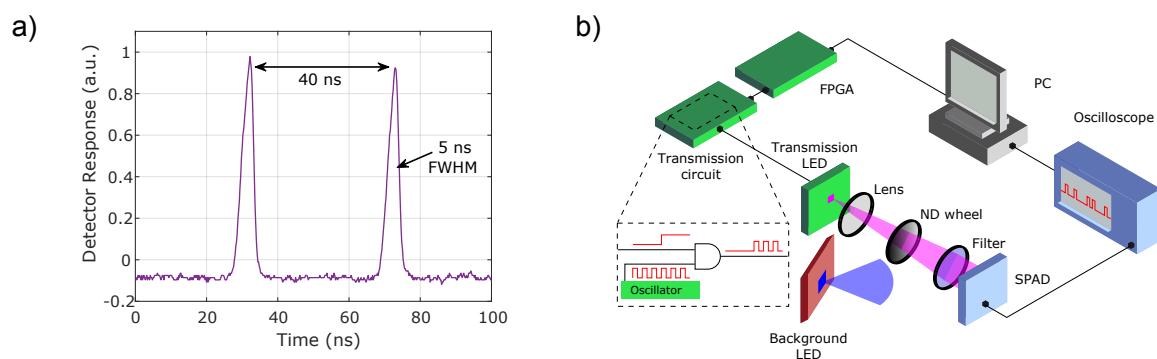 a)
Detector Response (a.u.)
1
0.8
0.6
0.4
0.2
0
-0.2
40 ns
5 ns
FWHM
0
20
40
60
80
100
Time (ns)
b)
FPGA
PC
Oscilloscope
Transmission
circuit
Transmission
LED
Lens
ND wheel
Filter
SPAD
Oscillator
Background
LED